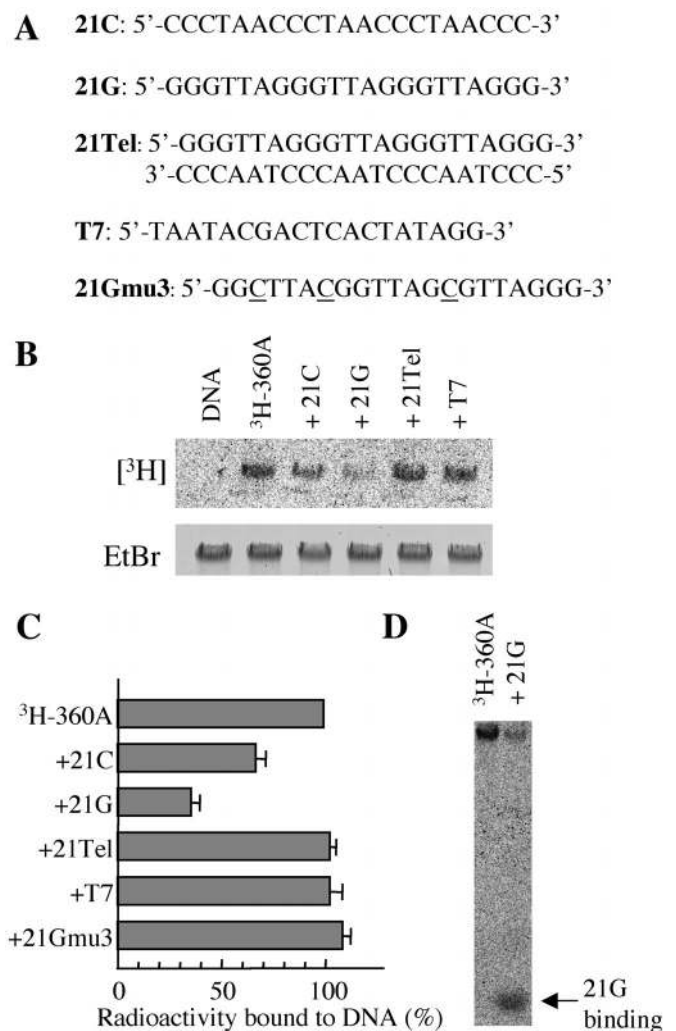 A
21C: 5’-CCCTAACCCTAACCCTAACCC-3’
21G: 5’-GGGTTAGGGTTAGGGTTAGGG-3’
21Tel: 5’-GGGTTAGGGTTAGGGTTAGGG-3’
3’-CCCAATCCCAATCCCAATCCC-5’
T7: 5’-TAATACGACTCACTATAGG-3’
21Gmu3: 5’-GGCTTACGGTTAGCGTTAGGG-3’
B
DNA
³H-360A
+ 21C
+ 21G
+ 21Tel
+ T7
[³H]
EtBr
C
³H-360A
+21C
+21G
+21Tel
+T7
+21Gmu3
0
50
100
Radioactivity bound to DNA (%)
D
³H-360A
+ 21G
21G
binding